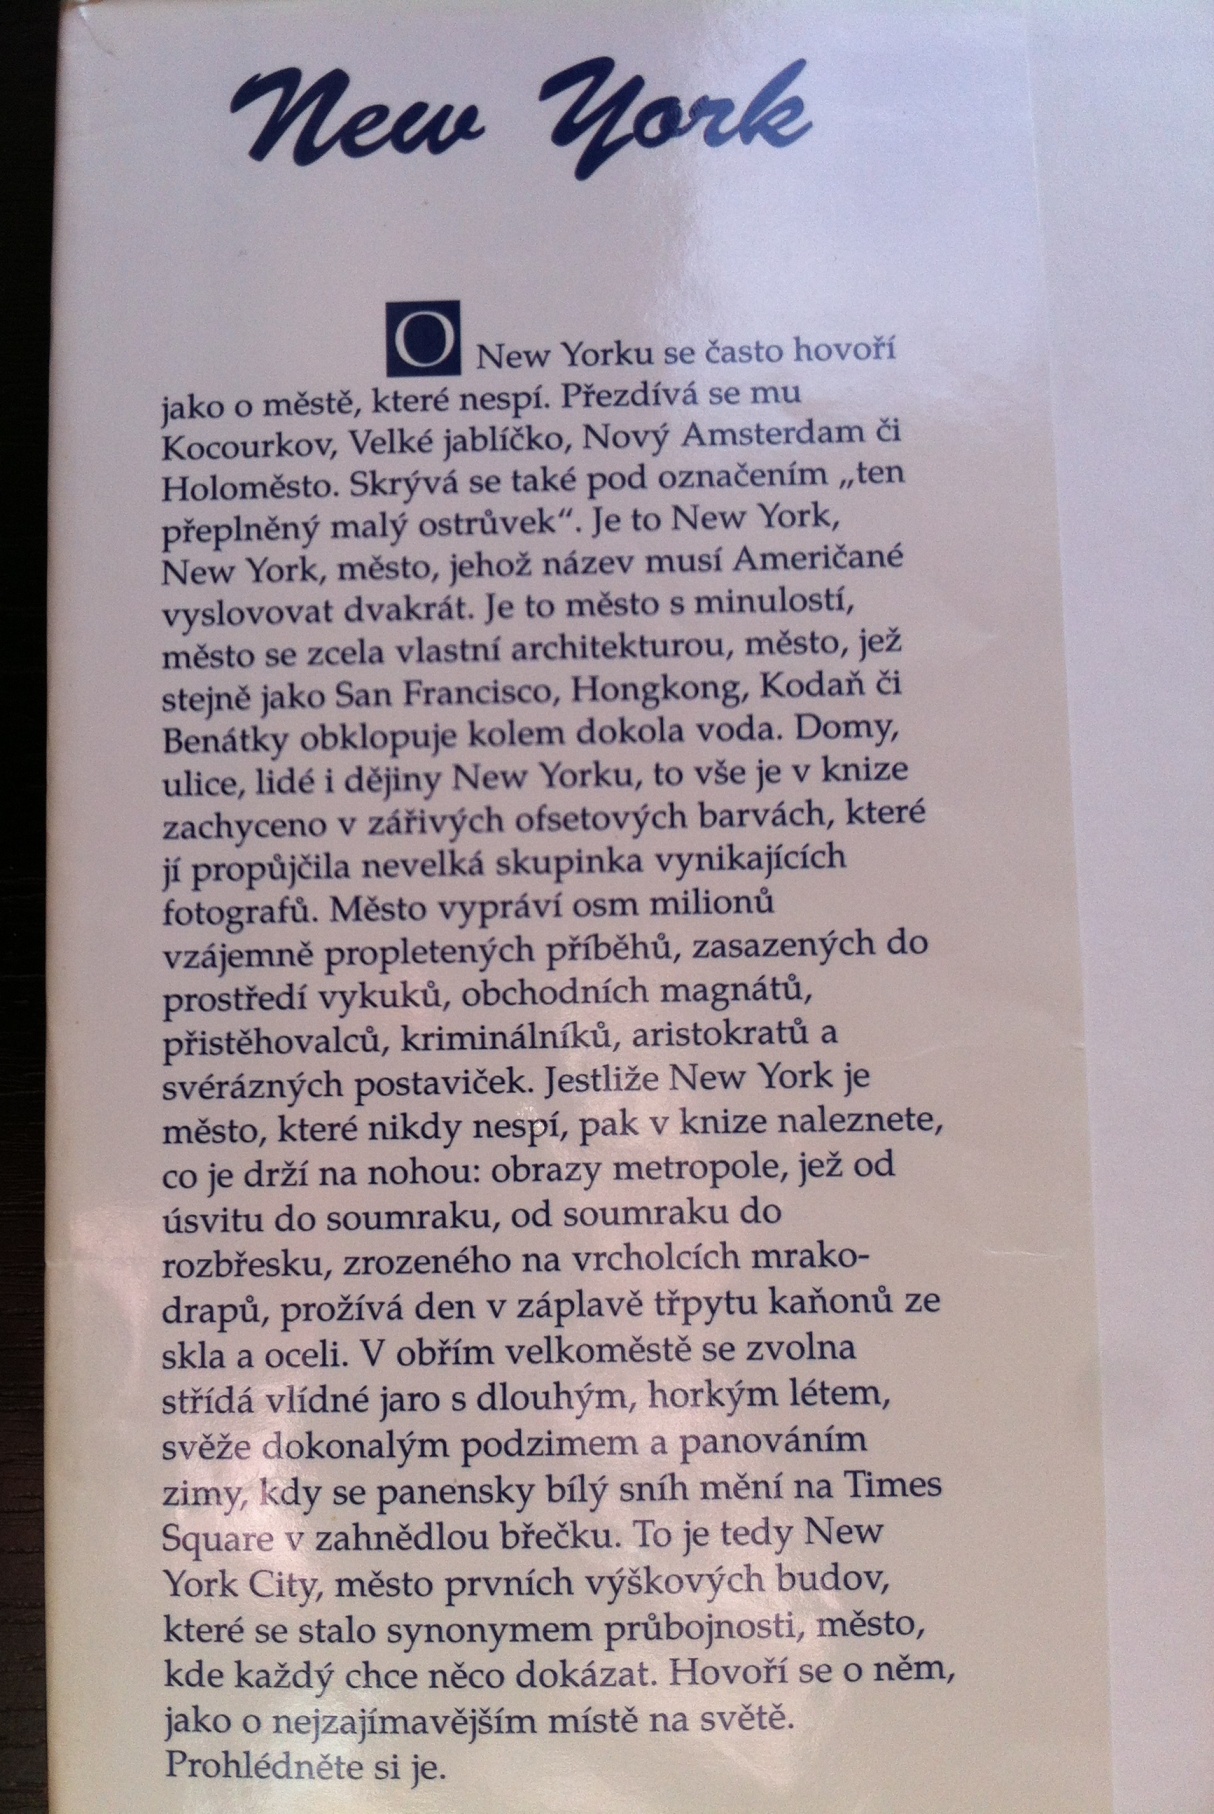 New York
O New Yorku se často hovoří
jako o městě, které nespí. Přezdívá se mu
Kocourkov, Velké jablíčko, Nový Amsterdam či
Holoměsto. Skrývá se také pod označením „ten
přeplněný malý ostrůvek“. Je to New York,
New York, město, jehož název musí Američané
vyslovovat dvakrát. Je to město s minulostí,
město se zcela vlastní architekturou, město, jež
stejně jako San Francisco, Hongkong, Kodaň či
Benátky obklopuje kolem dokola voda. Domy,
ulice, lidé i dějiny New Yorku, to vše je v knize
zachyceno v zářivých ofsetových barvách, které
jí propůjčila nevelká skupinka vynikajících
fotografů. Město vypráví osm milionů
vzájemně propletených příběhů, zasazených do
prostředí vykuků, obchodních magnátů,
přistěhovalců, kriminálníků, aristokratů a
svérázných postaviček. Jestliže New York je
město, které nikdy nespí, pak v knize naleznete,
co je drží na nohou: obrazy metropole, jež od
úsvitu do soumraku, od soumraku do
rozbřesku, zrozeného na vrcholcích mrako-
drapů, prožívá den v záplavě třpytu kaňonů ze
skla a oceli. V obřím velkoměstě se zvolna
střídá vlídné jaro s dlouhým, horkým létem,
svěže dokonalým podzimem a panováním
zimy, kdy se panensky bílý sníh mění na Times
Square v zahnědlou břečku. To je tedy New
York City, město prvních výškových budov,
které se stalo synonymem průbojnosti, město,
kde každý chce něco dokázat. Hovoří se o něm,
jako o nejzajímavějším místě na světě.
Prohlédněte si je.